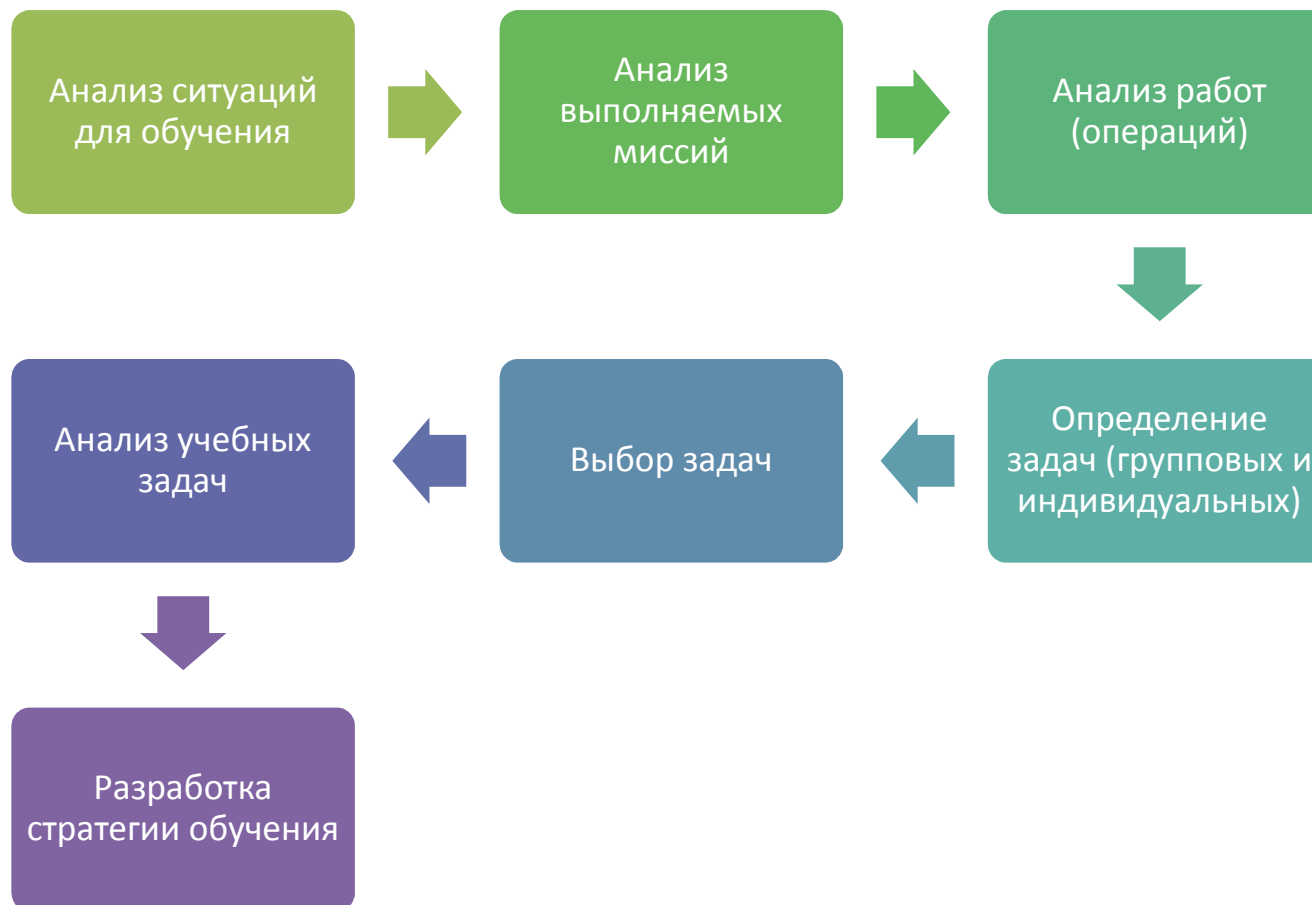 Анализ ситуаций
для обучения
Анализ
выполняемых
миссий
Анализ работ
(операций)
Определение
задач (групповых и
индивидуальных)
Выбор задач
Анализ учебных
задач
Разработка
стратегии обучения